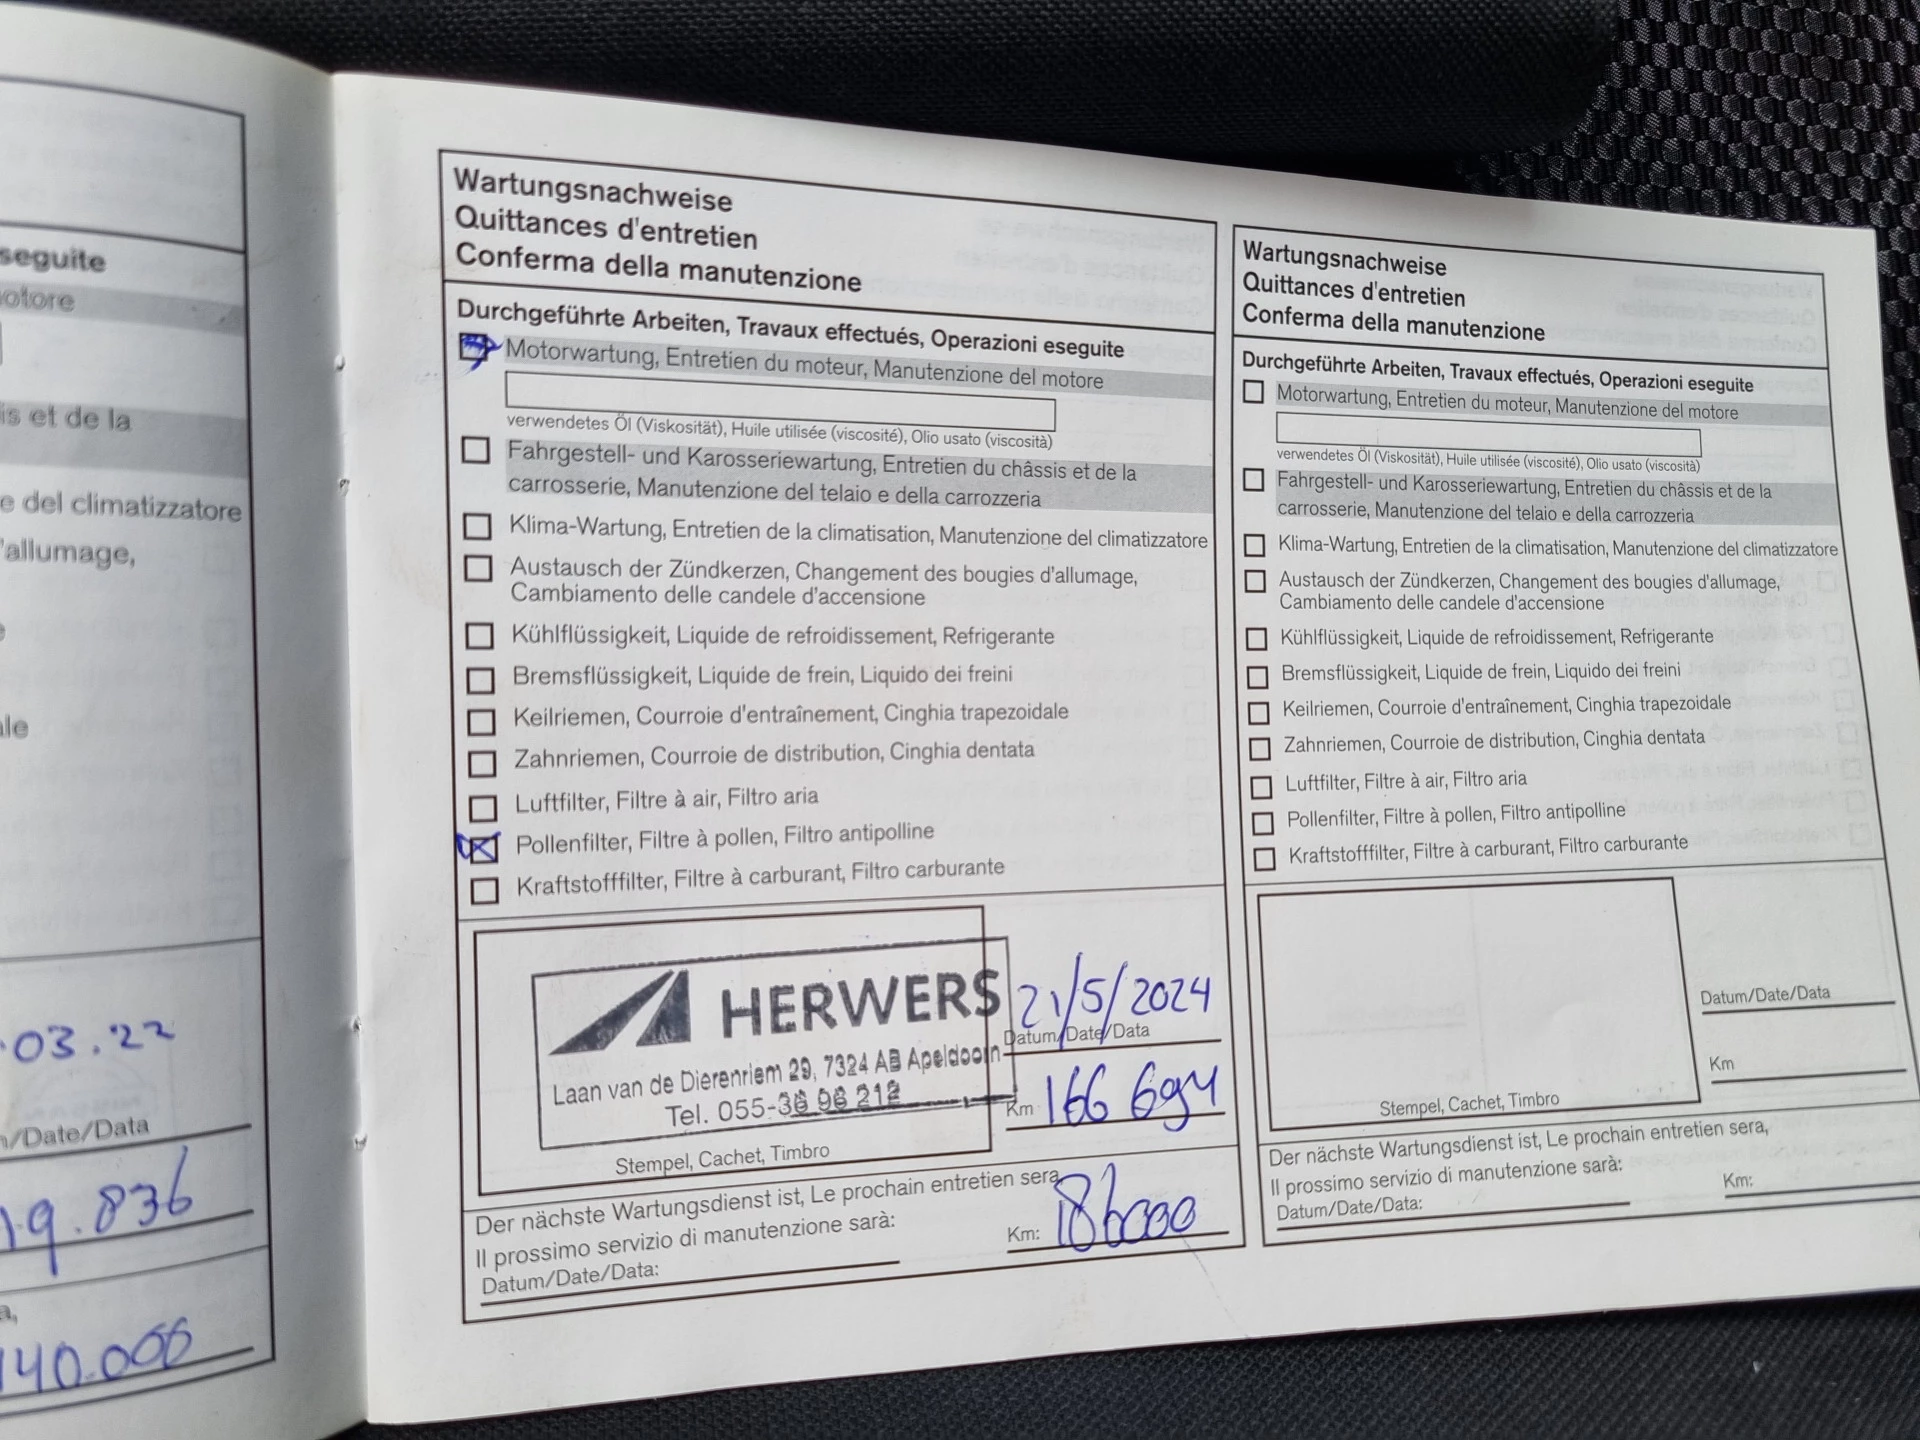 seguite
otore
is et de la
e del climatizzatore
'allumage,
e
le
03.22
/Date/Data
19.836
a,
140.000
Wartungsnachweise
Quittances d'entretien
Conferma della manutenzione
Durchgeführte Arbeiten, Travaux effectués, Operazioni eseguite
Motorwartung, Entretien du moteur, Manutenzione del motore
verwendetes Öl (Viskosität), Huile utilisée (viscosité), Olio usato (viscosità)
Fahrgestell- und Karosseriewartung, Entretien du châssis et de la
carrosserie, Manutenzione del telaio e della carrozzeria
Klima-Wartung, Entretien de la climatisation, Manutenzione del climatizzatore
Austausch der Zündkerzen, Changement des bougies d'allumage,
Cambiamento delle candele d'accensione
Kühlflüssigkeit, Liquide de refroidissement, Refrigerante
Bremsflüssigkeit, Liquide de frein, Liquido dei freini
Keilriemen, Courroie d'entraînement, Cinghia trapezoidale
Zahnriemen, Courroie de distribution, Cinghia dentata
Luftfilter, Filtre à air, Filtro aria
Pollenfilter, Filtre à pollen, Filtro antipolline
Kraftstofffilter, Filtre à carburant, Filtro carburante
HERWERS
Laan van de Dierenriem 29, 7324 AB Apeldoorn
Tel. 055-36 96 212
Stempel, Cachet, Timbro
21/5/2024
Datum/Date/Data
Km 166 694
Der nächste Wartungsdienst ist, Le prochain entretien sera,
Il prossimo servizio di manutenzione sarà:
Datum/Date/Data:
Km: 186000
Wartungsnachweise
Quittances d'entretien
Conferma della manutenzione
Durchgeführte Arbeiten, Travaux effectués, Operazioni eseguite
Motorwartung, Entretien du moteur, Manutenzione del motore
verwendetes Öl (Viskosität), Huile utilisée (viscosité), Olio usato (viscosità)
Fahrgestell- und Karosseriewartung, Entretien du châssis et de la
carrosserie, Manutenzione del telaio e della carrozzeria
Klima-Wartung, Entretien de la climatisation, Manutenzione del climatizzatore
Austausch der Zündkerzen, Changement des bougies d'allumage,
Cambiamento delle candele d'accensione
Kühlflüssigkeit, Liquide de refroidissement, Refrigerante
Bremsflüssigkeit, Liquide de frein, Liquido dei freini
Keilriemen, Courroie d'entraînement, Cinghia trapezoidale
Zahnriemen, Courroie de distribution, Cinghia dentata
Luftfilter, Filtre à air, Filtro aria
Pollenfilter, Filtre à pollen, Filtro antipolline
Kraftstofffilter, Filtre à carburant, Filtro carburante
Stempel, Cachet, Timbro
Datum/Date/Data
Km
Der nächste Wartungsdienst ist, Le prochain entretien sera,
Il prossimo servizio di manutenzione sarà:
Datum/Date/Data:
Km: